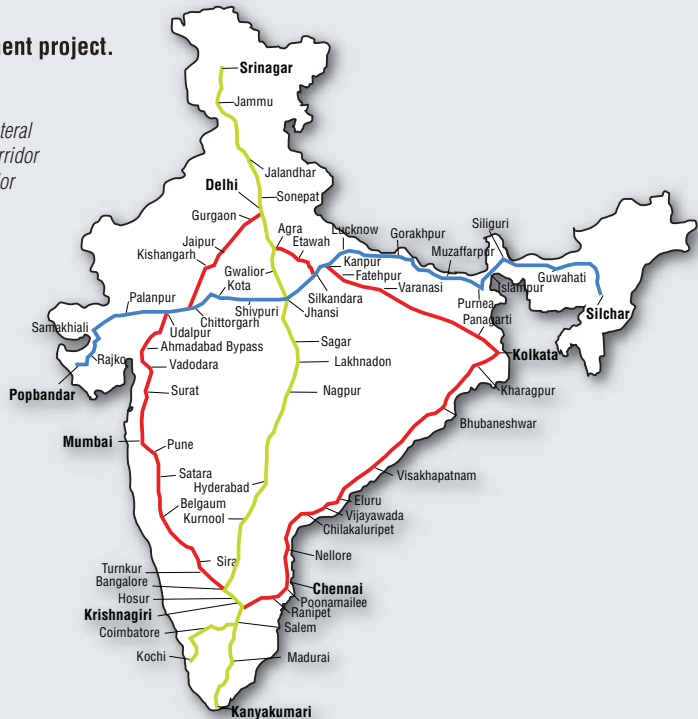 ent project.
teral
rridor
lor
Srinagar
Jammu
Jalandhar
Delhi
Sonepat
Gurgaon
Agra
Lucknow
Siliguri
Etawah
Gorakhpur
Jaipur
Muzaffarpur
Kishangarh
Kanpur
Gwalior
Fatehpur
Guwahati
Kota
Varanasi
Islampur
Palanpur
Silkandara
Purnea
Silchar
Shivpuri
Jhansi
Chittorgarh
Panagarti
Samakhiali
Udalpur
Sagar
Ahmadabad Bypass
Kolkata
Rajko
Lakhnadon
Vadodara
Popbandar
Surat
Nagpur
Kharagpur
Bhubaneshwar
Mumbai
Pune
Satara
Visakhapatnam
Hyderabad
Belgaum
Eluru
Kurnool
Vijayawada
Chilakaluripet
Nellore
Sira
Turnkur
Bangalore
Chennai
Hosur
Poonamailee
Krishnagiri
Ranipet
Coimbatore
Salem
Kochi
Madurai
Kanyakumari